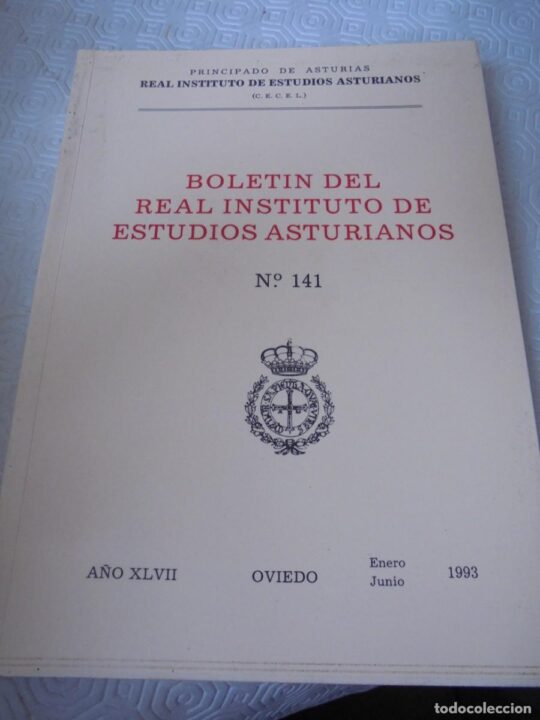 PRINCIPADO DE ASTURIAS
REAL INSTITUTO DE ESTUDIOS ASTURIANOS
(C. E. C. E. L.)
BOLETIN DEL
REAL INSTITUTO DE
ESTUDIOS ASTURIANOS
N.º 141
AÑO XLVII
OVIEDO
Enero
Junio
1993
todocoleccion